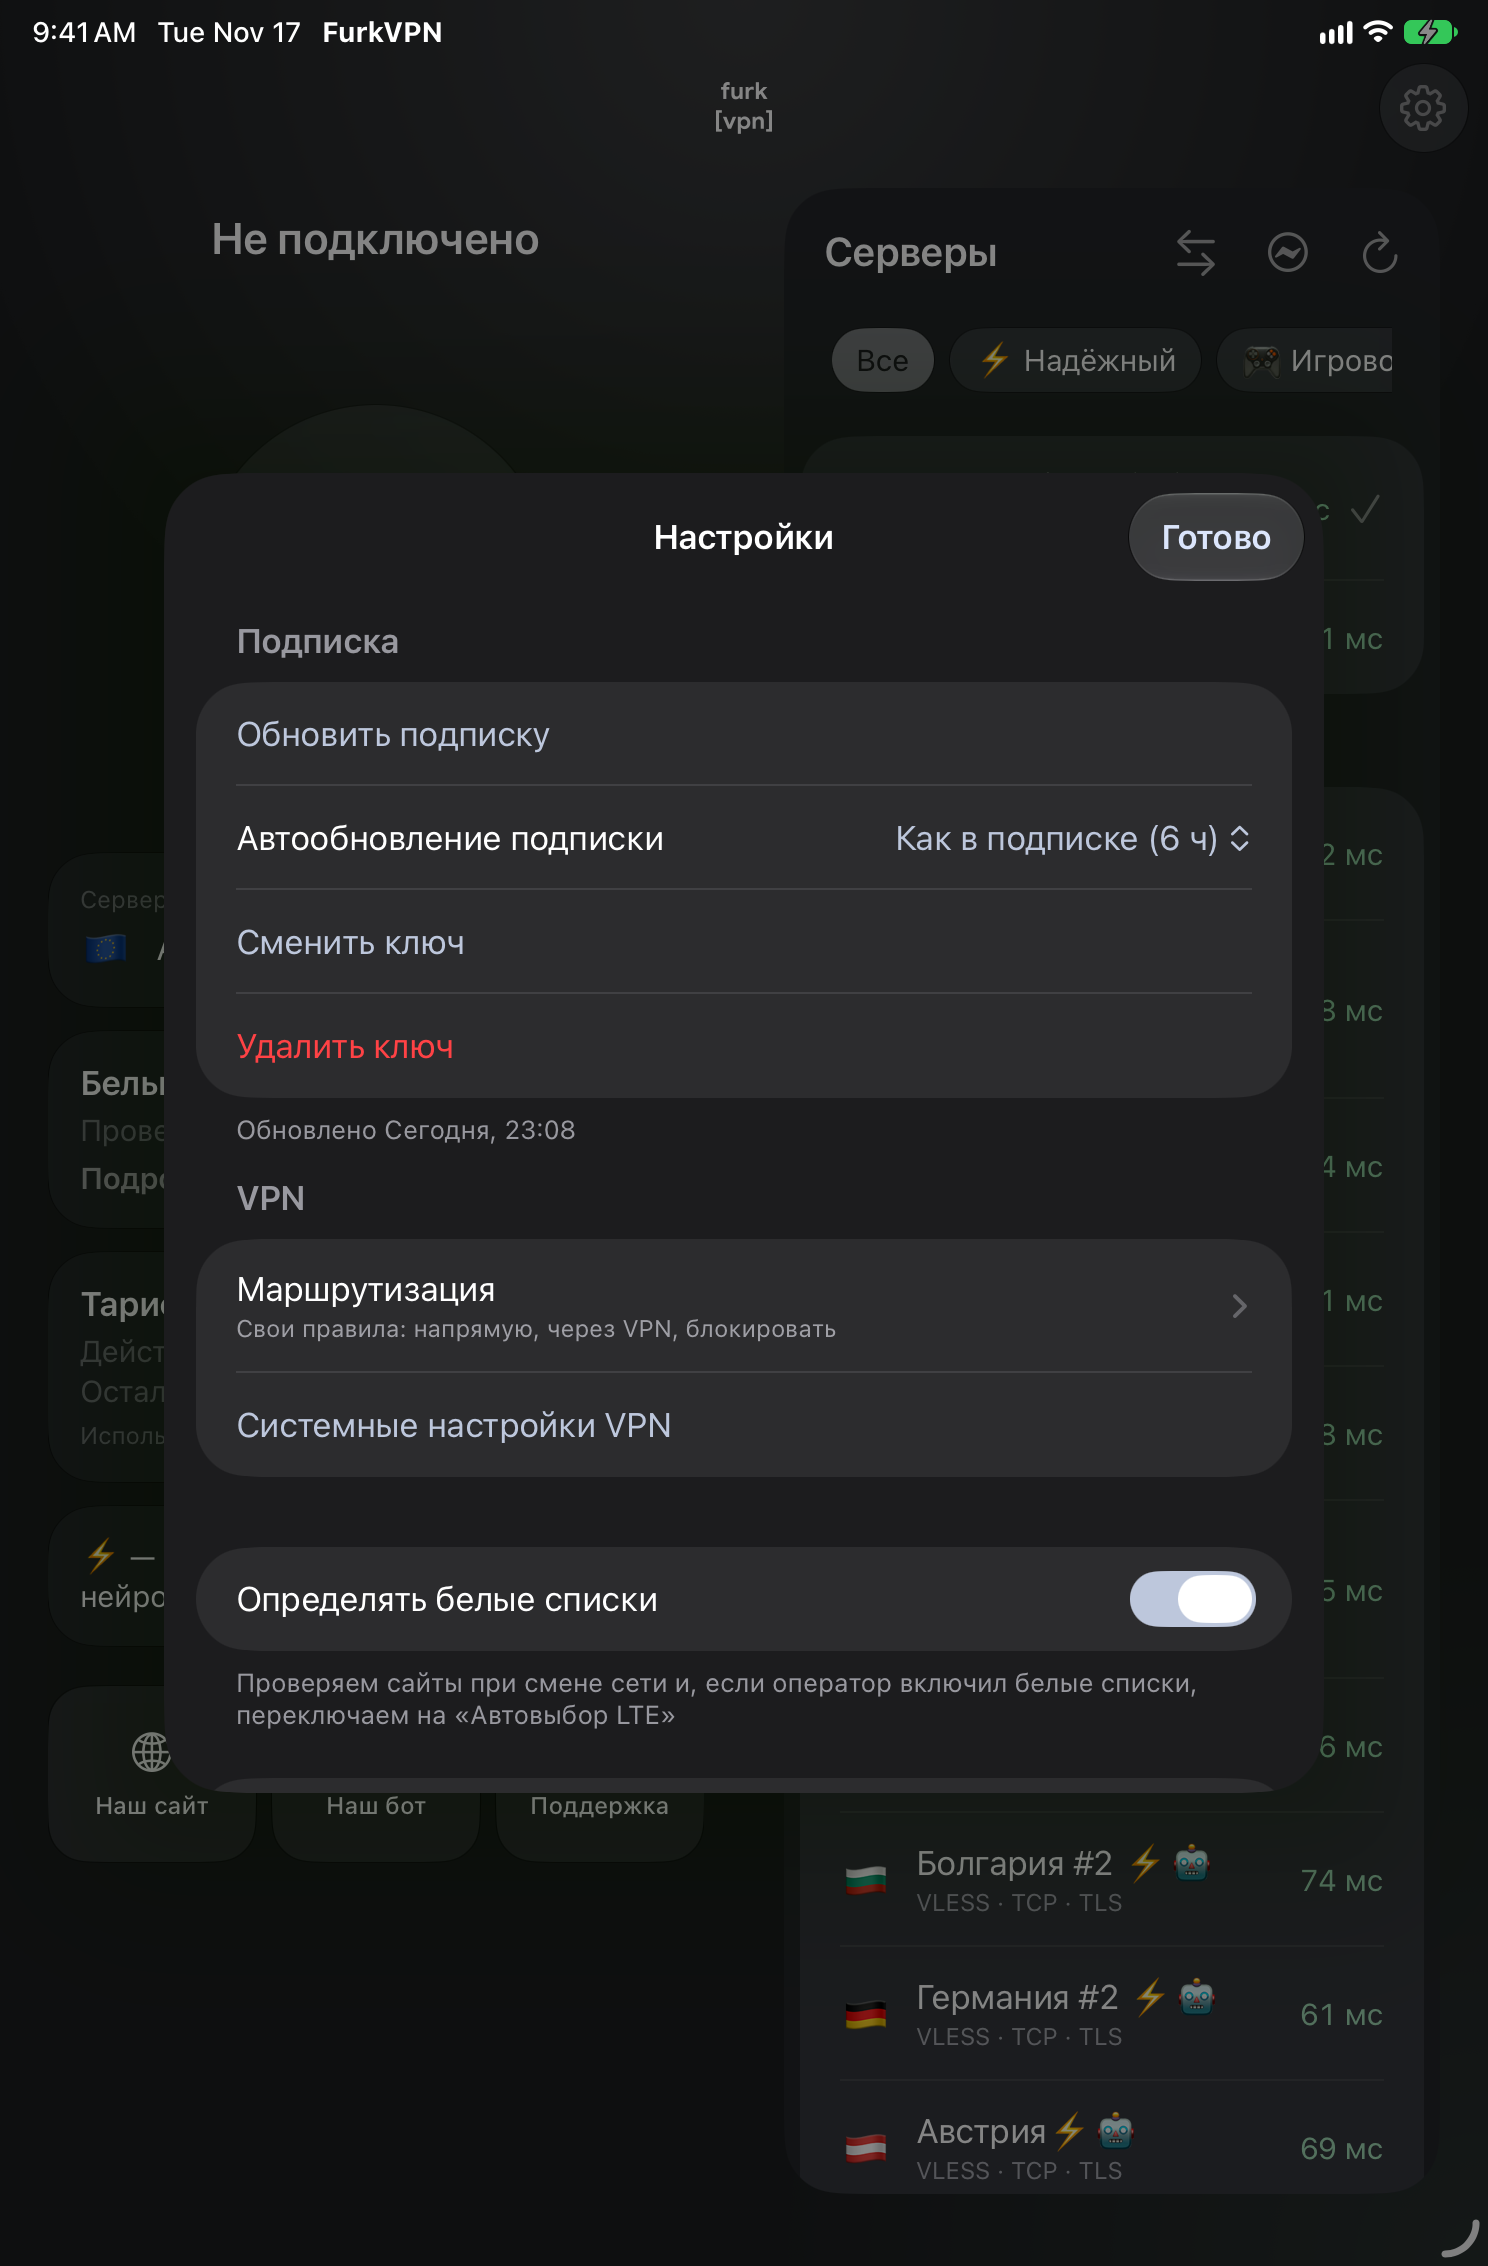 9:41 AM Tue Nov 17 FurkVPN
furk
[vpn]
Не подключено
Серверы
Все
Надёжный
Настройки
Готово
Подписка
Обновить подписку
Автообновление подписки
Как в подписке (6 ч)
Сменить ключ
Удалить ключ
Обновлено Сегодня, 23:08
VPN
Маршрутизация
Свои правила: напрямую, через VPN, блокировать
Системные настройки VPN
Определять белые списки
Проверяем сайты при смене сети и, если оператор включил белые списки,
переключаем на «Автовыбор LTE»
Сервер
Наш сайт
Наш бот
Поддержка
Болгария #2
VLESS · TCP · TLS
74 мс
Германия #2
VLESS · TCP · TLS
61 мс
Австрия
VLESS · TCP · TLS
69 мс